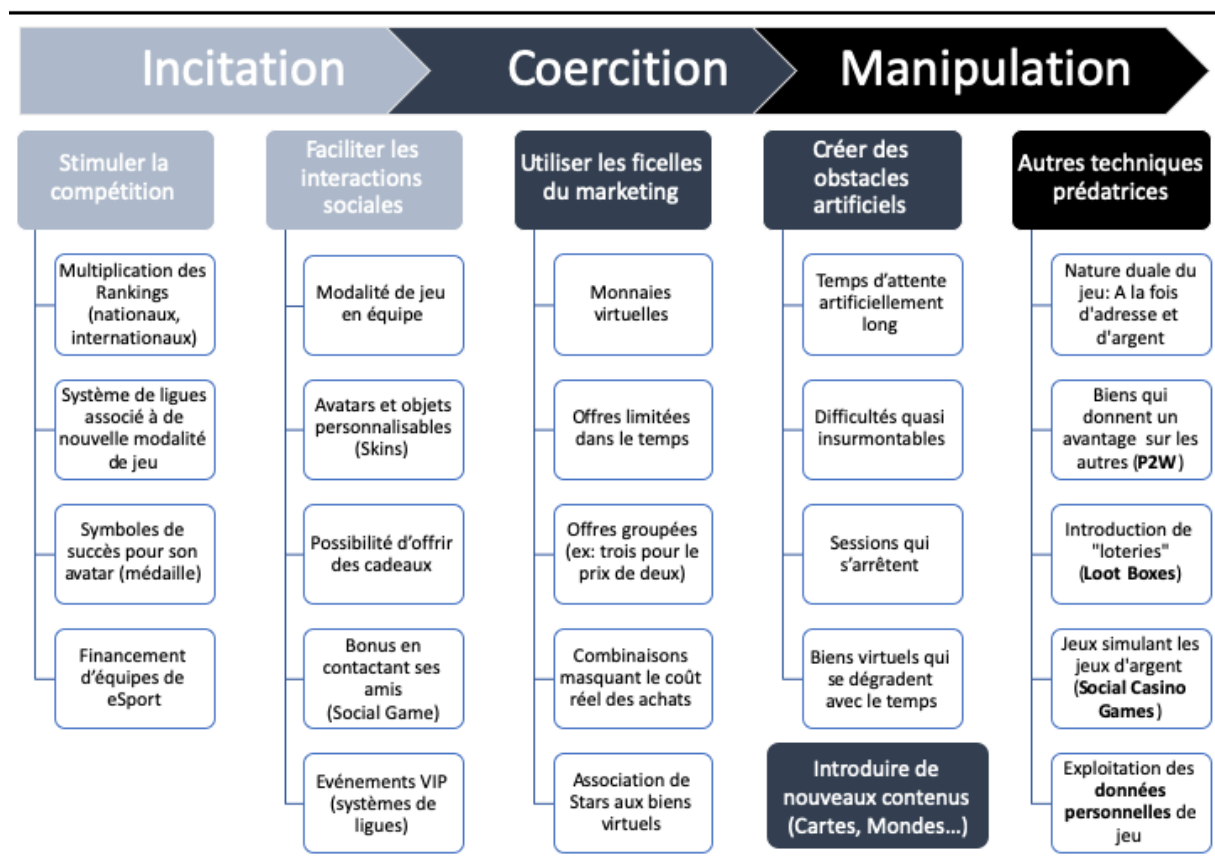 Incitation
Coercition
Manipulation
Stimuler la
compétition
Multiplication des
Rankings
(nationaux,
internationaux)
Système de ligues
associé à de
nouvelle modalité
de jeu
Symboles de
succès pour son
avatar (médaille)
Financement
d'équipes de
eSport
Faciliter les
interactions
sociales
Modalité de jeu
en équipe
Avatars et objets
personnalisables
(Skins)
Possibilité d'offrir
des cadeaux
Bonus en
contactant ses
amis
(Social Game)
Evénements VIP
(systèmes de
ligues)
Utiliser les ficelles
du marketing
Monnaies
virtuelles
Offres limitées
dans le temps
Offres groupées
(ex: trois pour le
prix de deux)
Combinaisons
masquant le coût
réel des achats
Association de
Stars aux biens
virtuels
Créer des
obstacles
artificiels
Temps d'attente
artificiellement
long
Difficultés quasi
insurmontables
Sessions qui
s'arrêtent
Biens virtuels qui
se dégradent
avec le temps
Introduire de
nouveaux contenus
(Cartes, Mondes…)
Autres techniques
prédatrices
Nature duale du
jeu: A la fois
d'adresse et
d'argent
Biens qui
donnent un
avantage sur les
autres (P2W)
Introduction de
"loteries"
(Loot Boxes)
Jeux simulant les
jeux d'argent
(Social Casino
Games)
Exploitation des
données
personnelles de
jeu